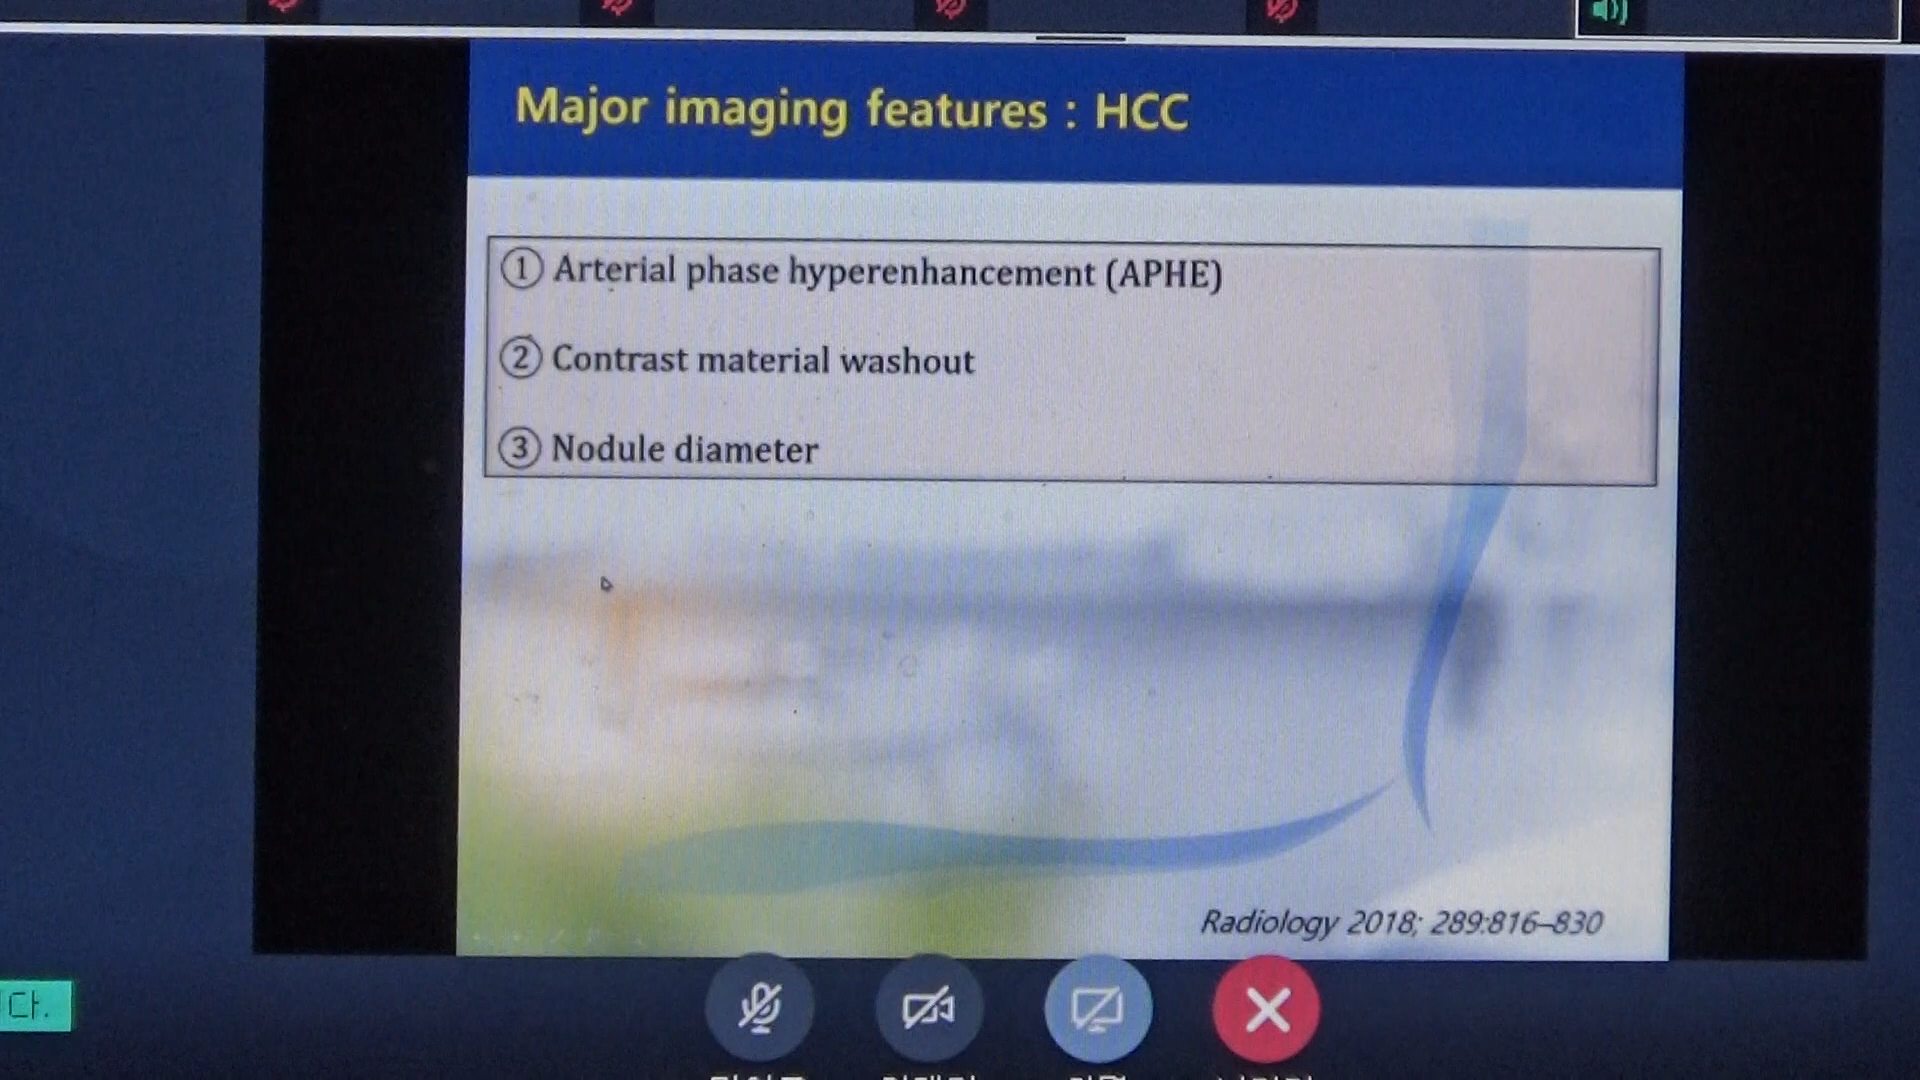 Major imaging features : HCC
① Arterial phase hyperenhancement (APHE)
② Contrast material washout
③ Nodule diameter
Radiology 2018; 289:816–830
다.